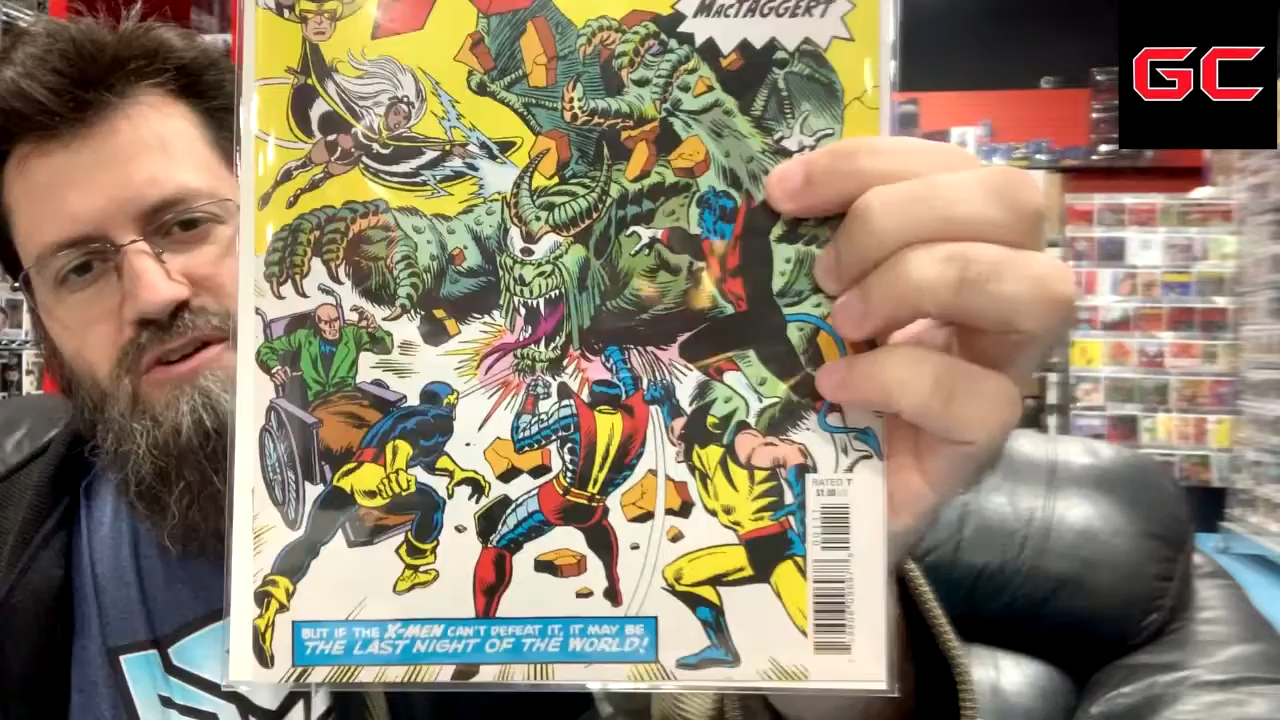 MACTAGGERT
GC
RATED T
$1.00
BUT IF THE X-MEN CAN'T DEFEAT IT, IT MAY BE
THE LAST NIGHT OF THE WORLD!